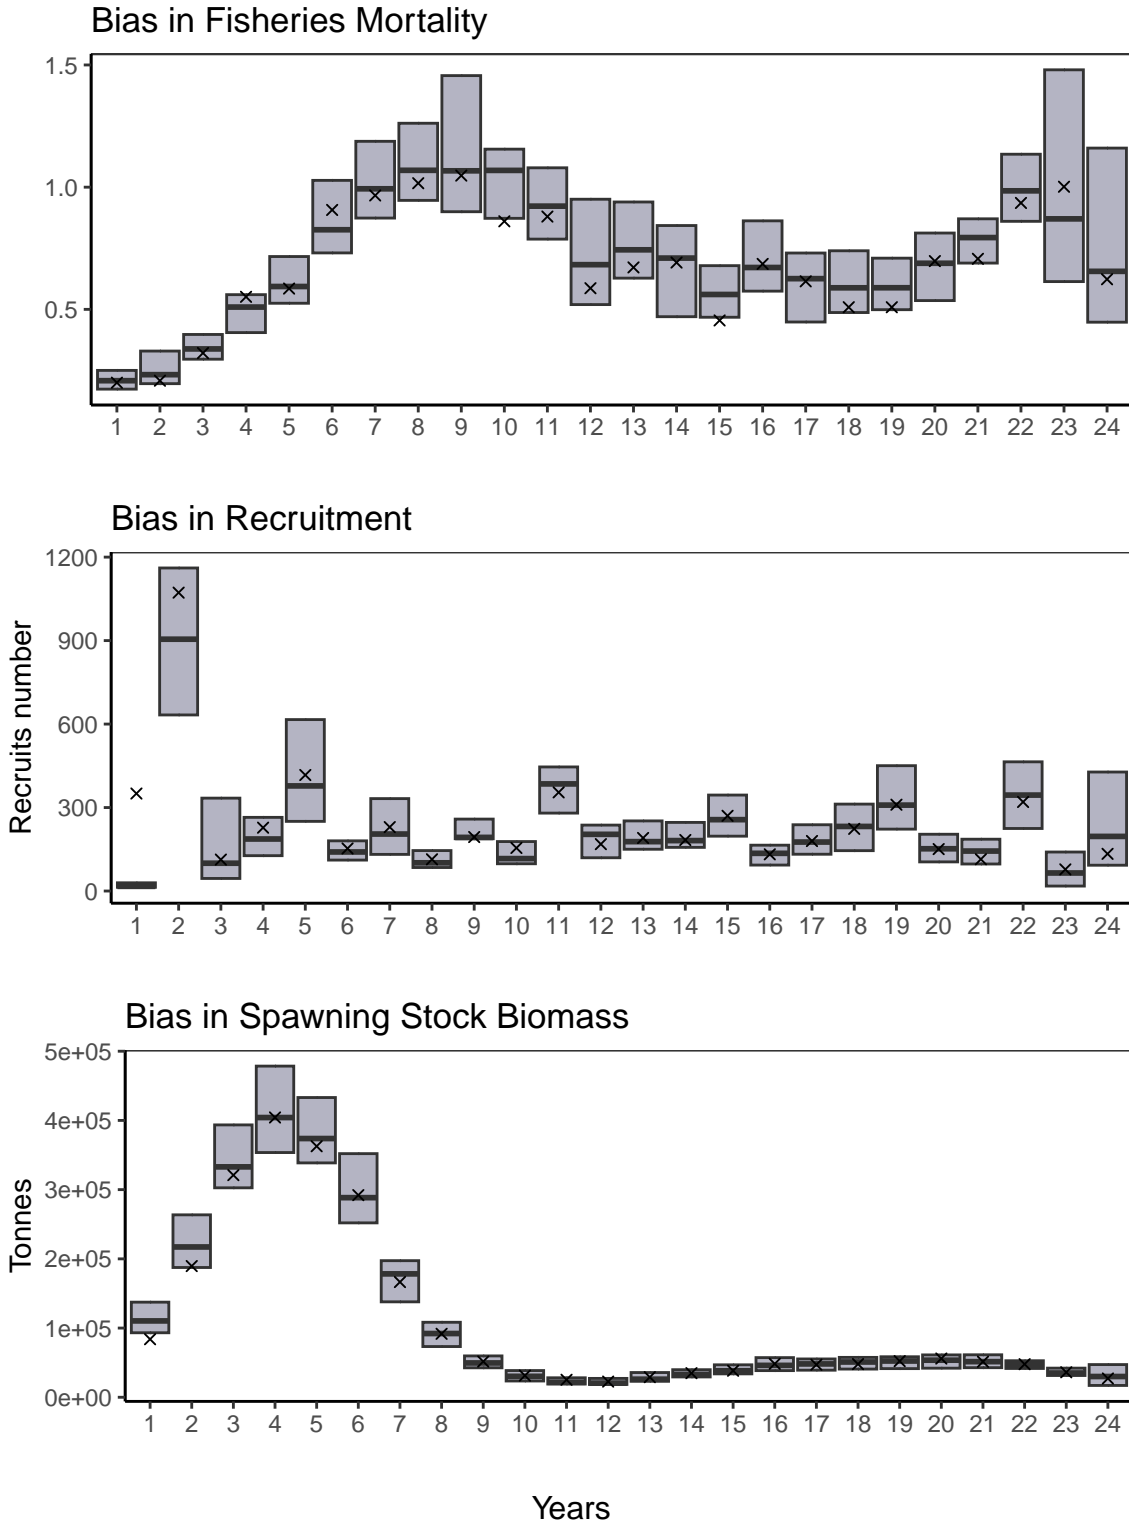 Bias in Fisheries Mortality
1.5
1.0
0.5
1 2 3 4 5 6 7 8 9 10 11 12 13 14 15 16 17 18 19 20 21 22 23 24
Bias in Recruitment
Recruits number
1200
900
600
300
0
1 2 3 4 5 6 7 8 9 10 11 12 13 14 15 16 17 18 19 20 21 22 23 24
Bias in Spawning Stock Biomass
Tonnes
5e+05
4e+05
3e+05
2e+05
1e+05
0e+00
1 2 3 4 5 6 7 8 9 10 11 12 13 14 15 16 17 18 19 20 21 22 23 24
Years